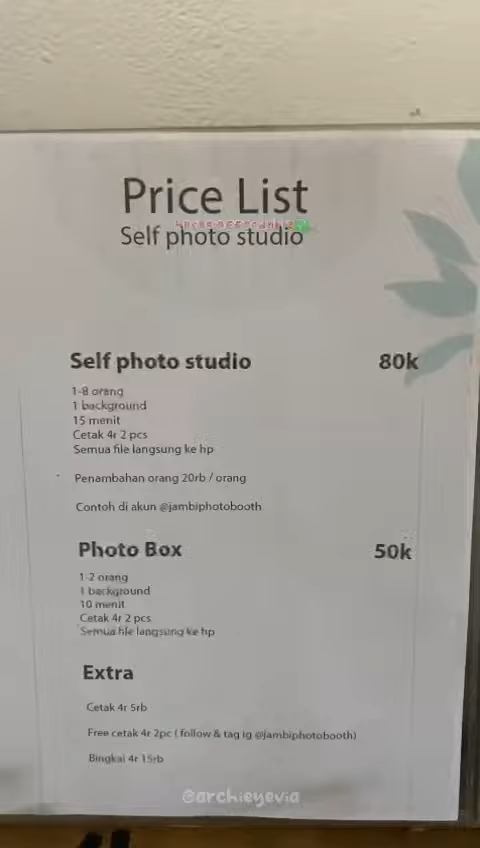 Price List
Self photo studio
Self photo studio 80k
1-8 orang
1 background
15 menit
Cetak 4r 2 pcs
Semua file langsung ke hp
Penambahan orang 20rb / orang
Contoh di akun @jambiphotobooth
Photo Box 50k
1-2 orang
1 background
10 menit
Cetak 4r 2 pcs
Semua file langsung ke hp
Extra
Cetak 4r 5rb
Free cetak 4r 2pc ( follow & tag ig @jambiphotobooth)
Bingkai 4r 15rb
@archieyevia